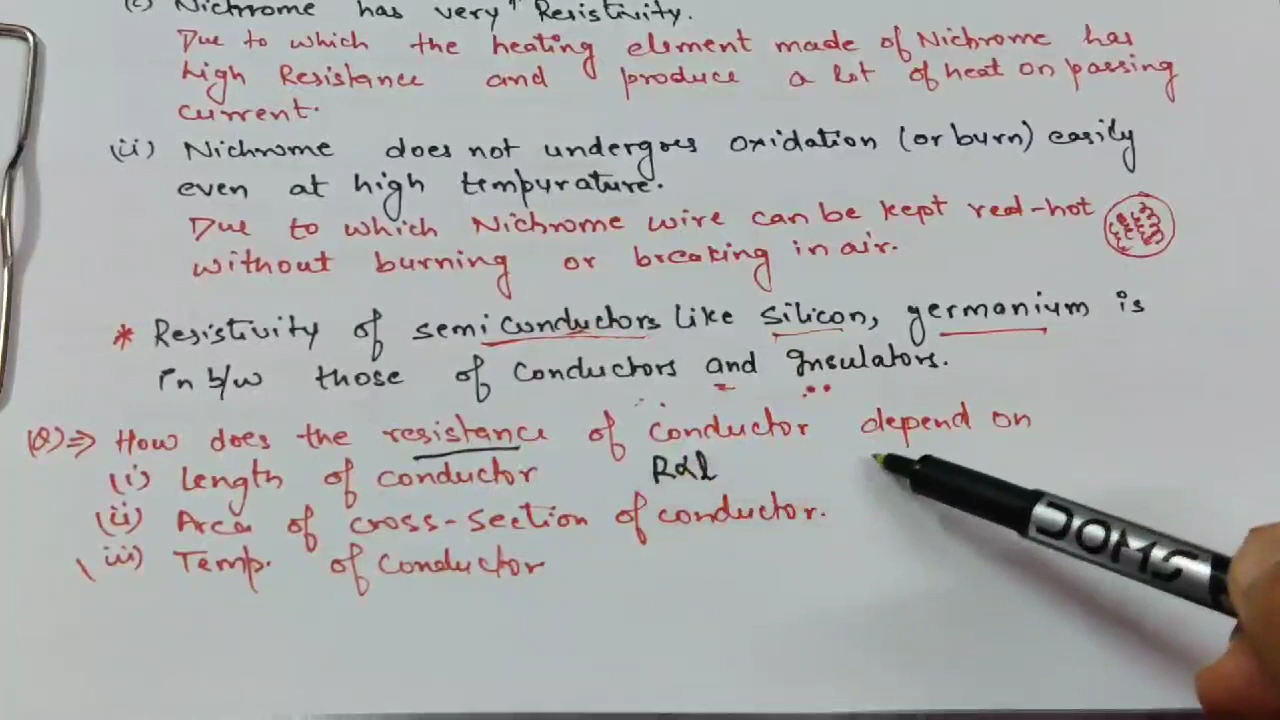 Nichrome has very ↑ Resistivity.
Due to which the heating element made of Nichrome has
high Resistance and produce a lot of heat on passing
current.
(ii) Nichrome does not undergoes oxidation (or burn) easily
even at high tempurature.
Due to which Nichrome wire can be kept real-hot
without burning or breaking in air.
* Resistivity of semiconductors like silicon, germanium is
in b/w those of conductors and Insulators.
(Q)⇒ How does the resistance of conductor depend on
(i) Length of conductor R∝l
(ii) Area of cross-section of conductor.
(iii) Temp. of conductor
DOMS